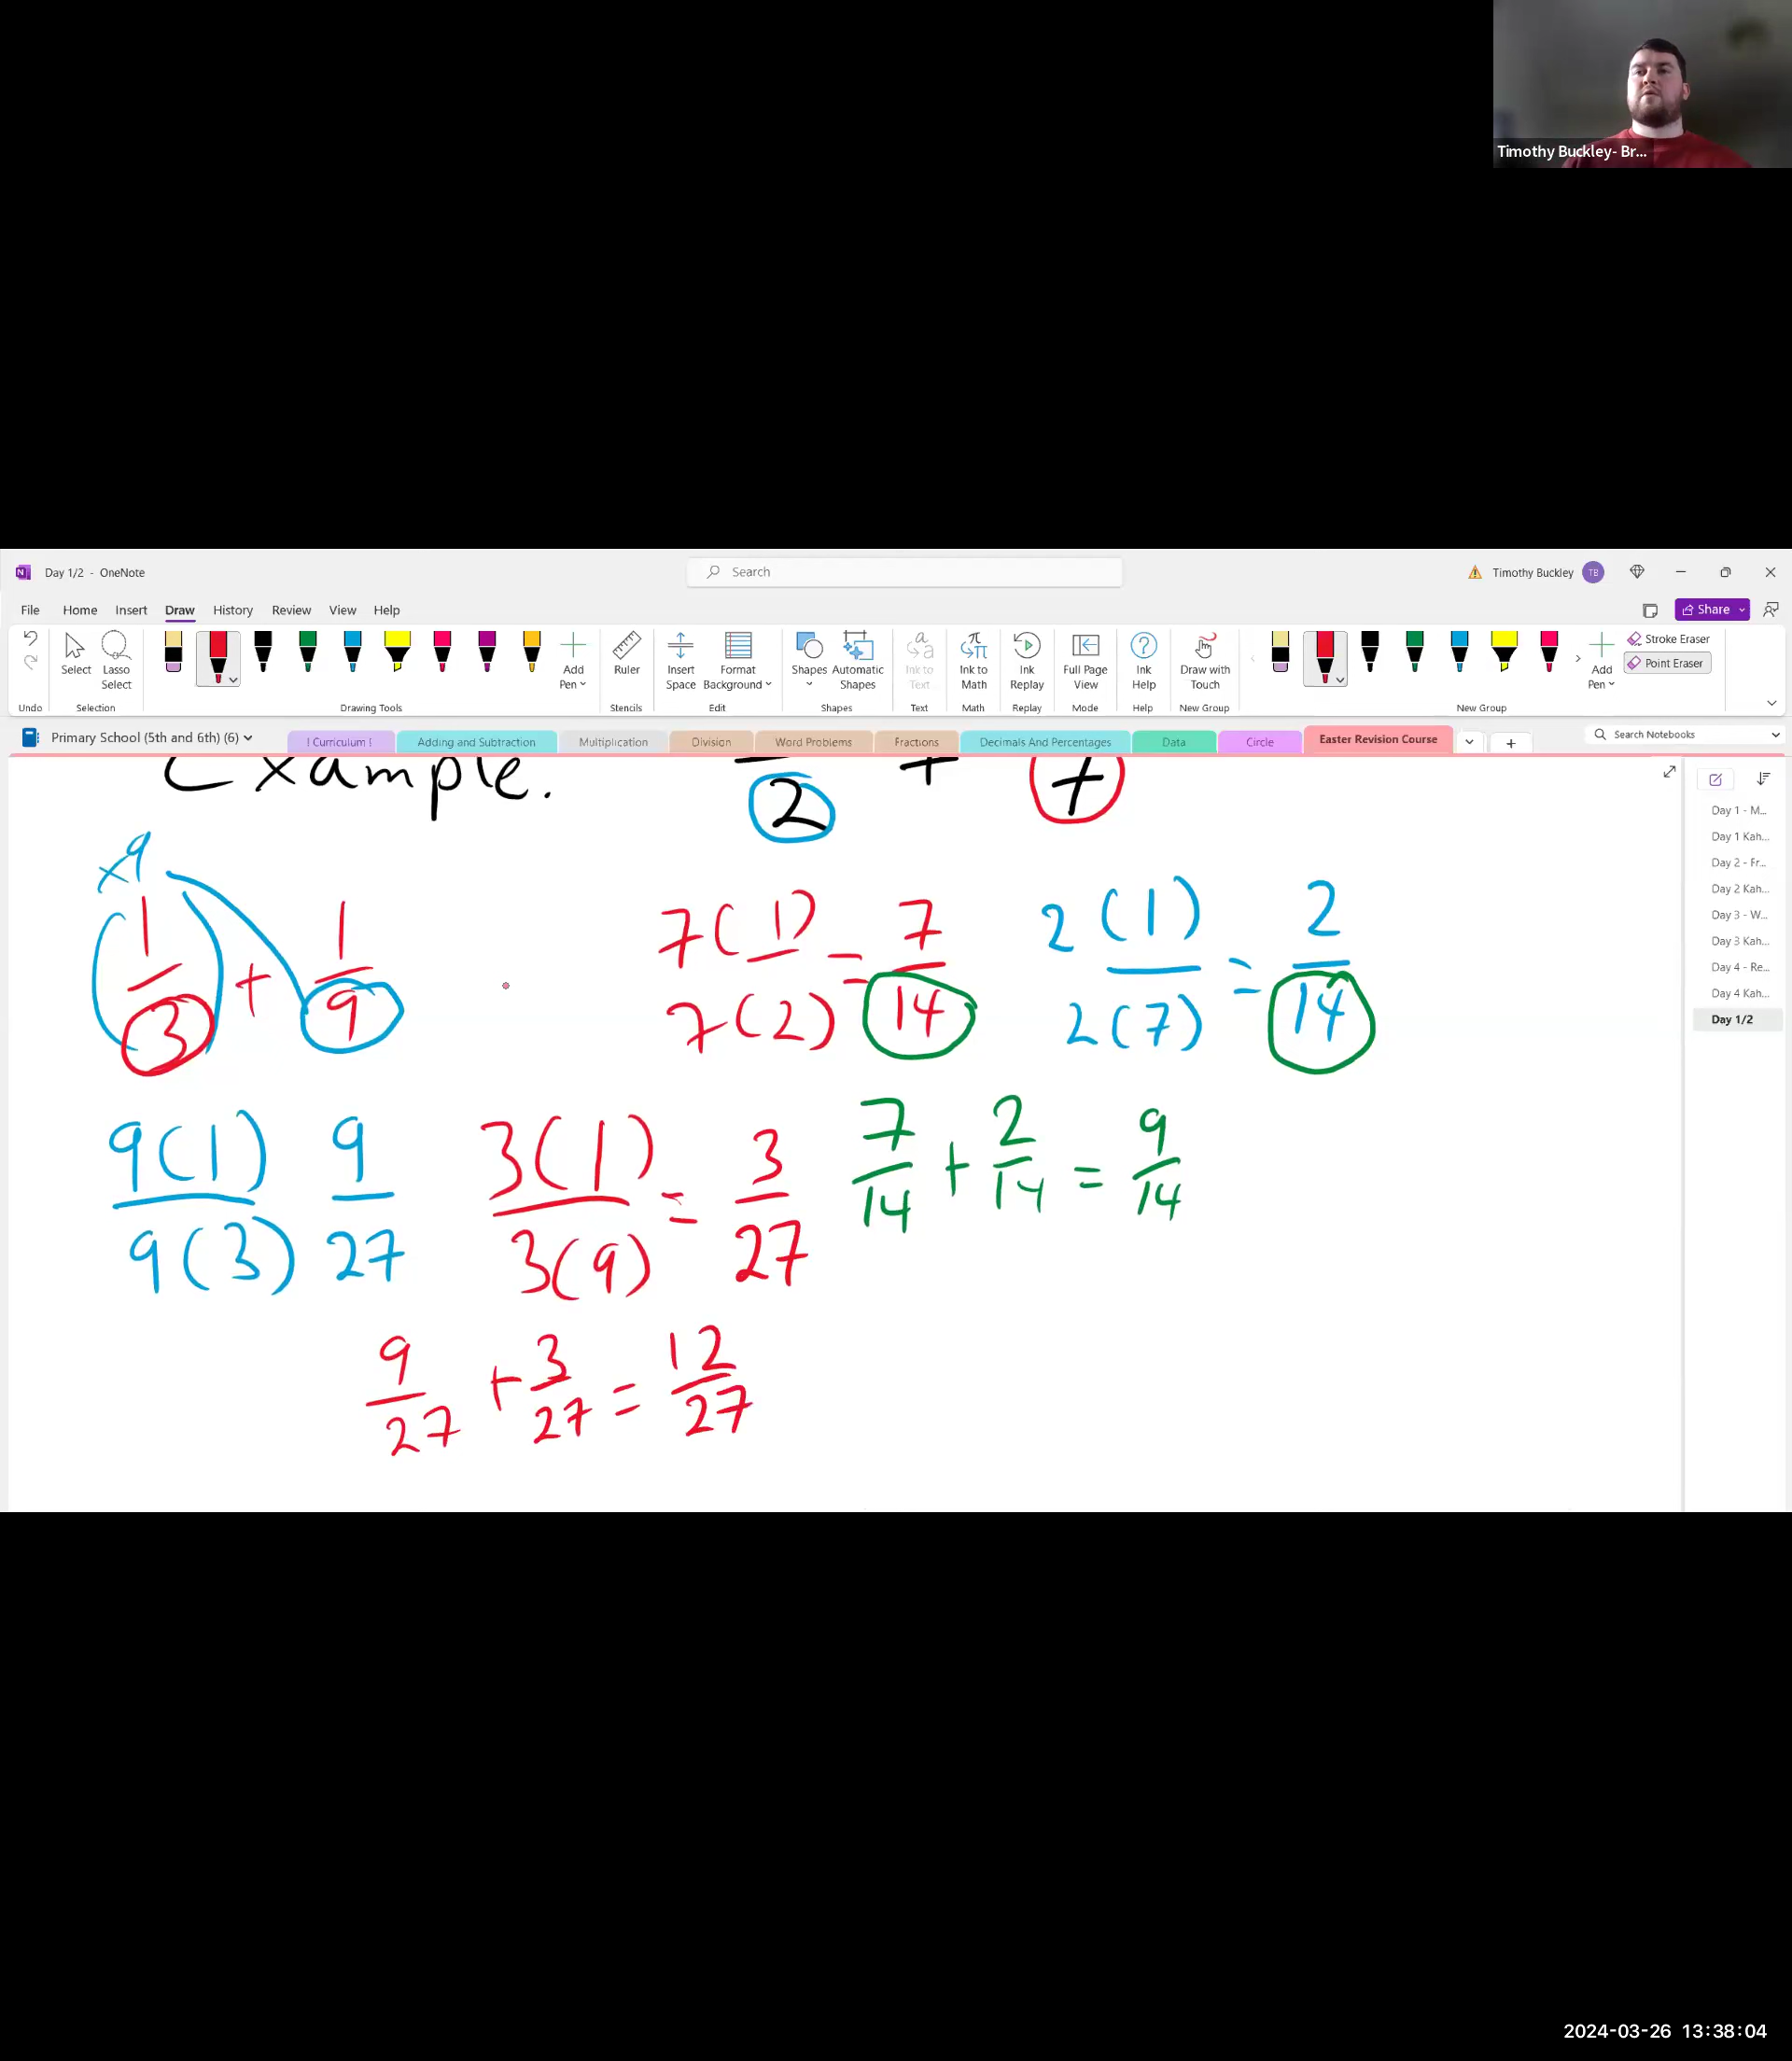 Timothy Buckley- Br...
Day 1/2 - OneNote
Search
Timothy Buckley
TB
File Home Insert Draw History Review View Help
Share
Undo
Select
Lasso Select
Selection
Add Pen
Drawing Tools
Ruler
Stencils
Insert Space
Format Background
Edit
Shapes
Automatic Shapes
Shapes
Ink to Text
Text
Ink to Math
Math
Ink Replay
Replay
Full Page View
Mode
Ink Help
Help
Draw with Touch
New Group
Add Pen
Stroke Eraser
Point Eraser
New Group
Primary School (5th and 6th) (6)
! Curriculum !
Adding and Subtraction
Multiplication
Division
Word Problems
Fractions
Decimals And Percentages
Data
Circle
Easter Revision Course
Search Notebooks
Day 1 - M...
Day 1 Kah...
Day 2 - Fr...
Day 2 Kah...
Day 3 - W...
Day 3 Kah...
Day 4 - Re...
Day 4 Kah...
Day 1/2
Example.
2 + 7
x9
1/3 + 1/9
7(1)/7(2) = 7/14
2(1)/2(7) = 2/14
9(1)/9(3) 9/27
3(1)/3(9) = 3/27
7/14 + 2/14 = 9/14
9/27 + 3/27 = 12/27
2024-03-26 13:38:04